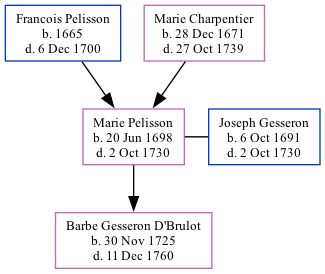 Francois Pelisson
b. 1665
d. 6 Dec 1700
Marie Charpentier
b. 28 Dec 1671
d. 27 Oct 1739
Marie Pelisson
b. 20 Jun 1698
d. 2 Oct 1730
Joseph Gesseron
b. 6 Oct 1691
d. 2 Oct 1730
Barbe Gesseron D'Brulot
b. 30 Nov 1725
d. 11 Dec 1760